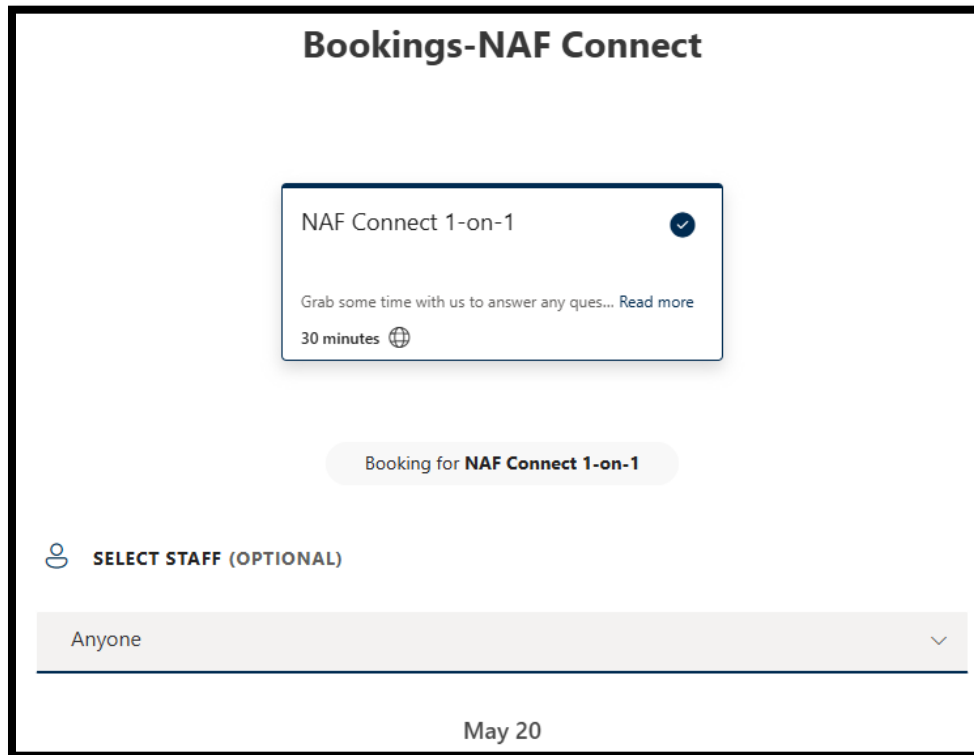 Bookings-NAF Connect
NAF Connect 1-on-1
Grab some time with us to answer any ques... Read more
30 minutes
Booking for NAF Connect 1-on-1
SELECT STAFF (OPTIONAL)
Anyone
May 20